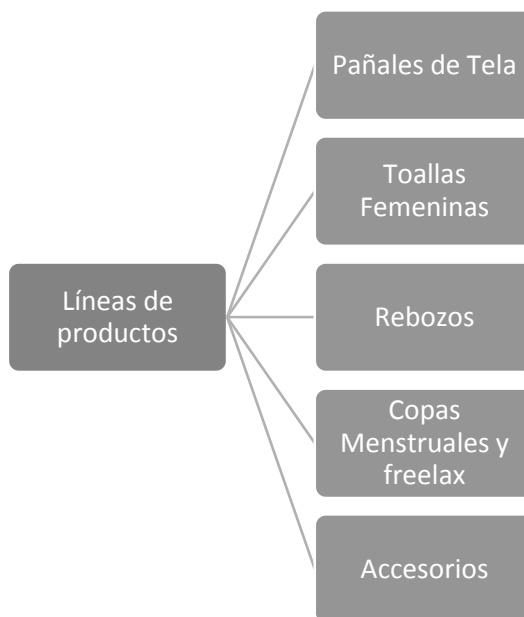 Pañales de Tela
Toallas
Femeninas
Líneas de
productos
Rebozos
Copas
Menstruales y
freelax
Accesorios